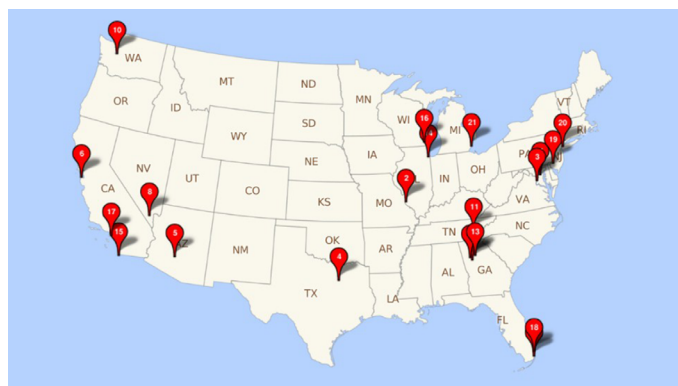 10
WA
MT
ND
MN
VT
OR
ID
SD
WI
16
MI
21
20
RI
WY
19
NJ
PA
3
6
NE
IA
NV
UT
CO
IN
OH
CA
8
KS
MO
2
VA
17
15
5
AZ
NM
OK
4
AR
TN
11
NC
13
TX
LA
AL
GA
FL
18